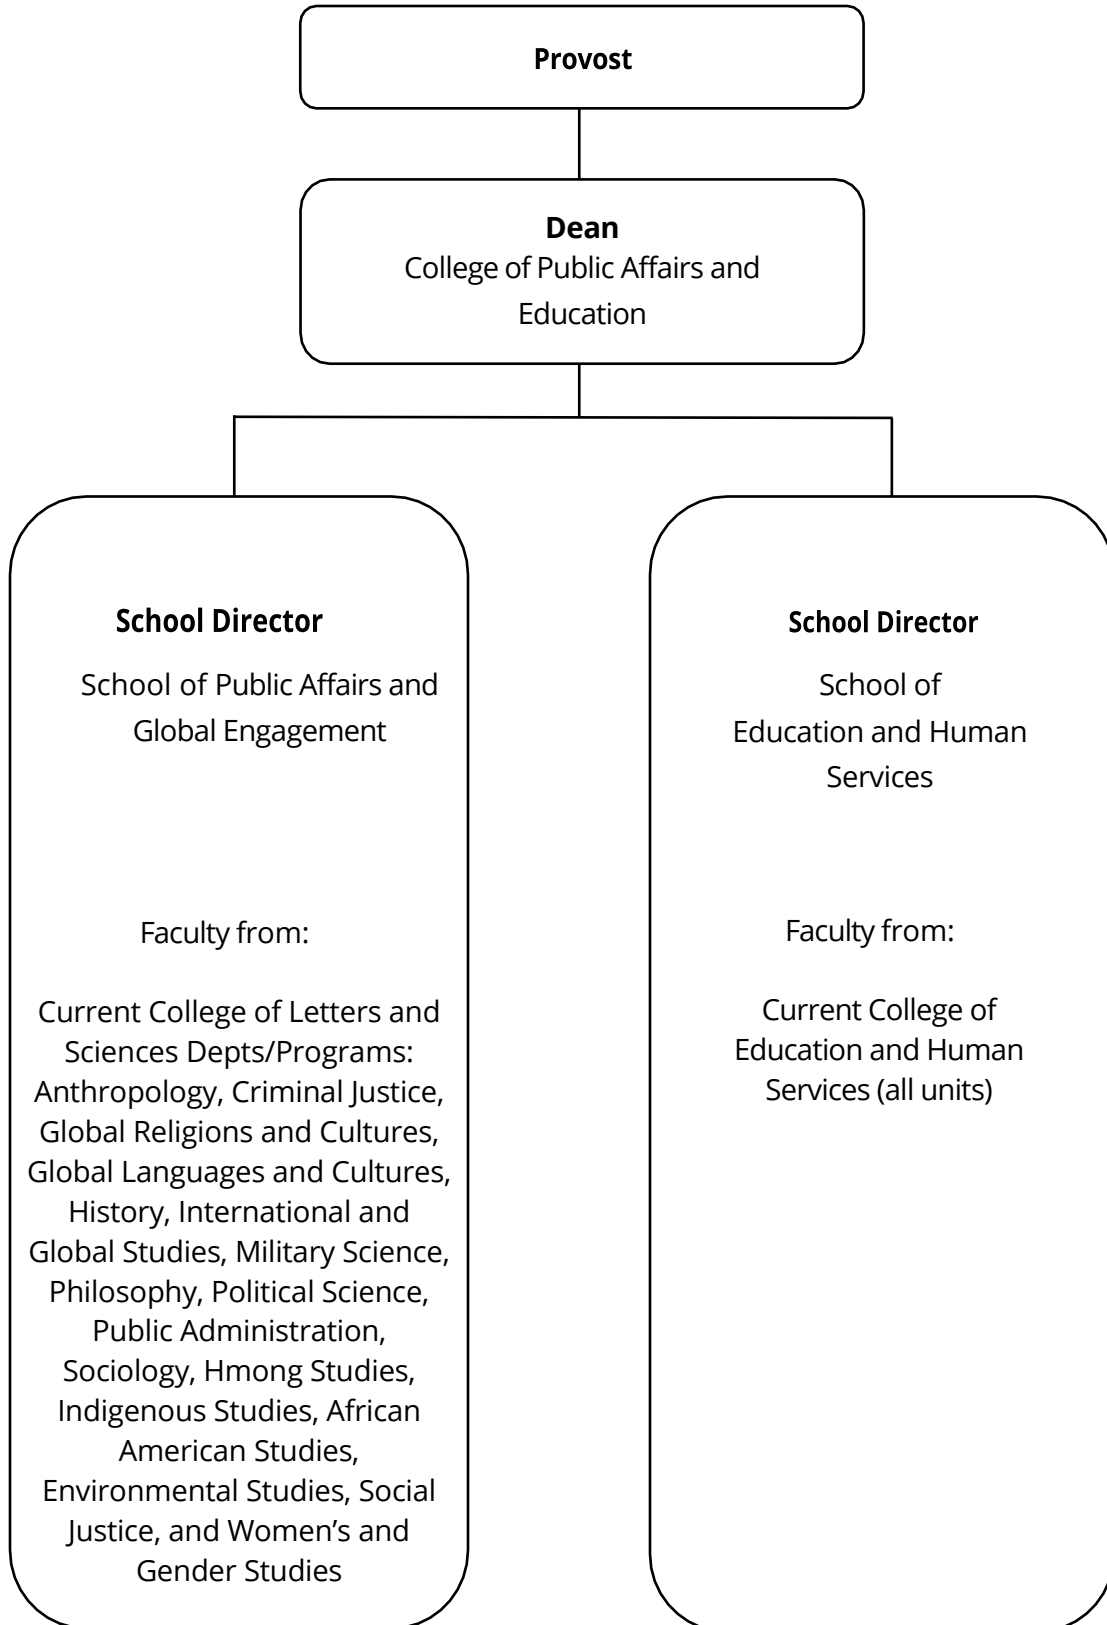 Provost
Dean
College of Public Affairs and
Education
School Director
School of Public Affairs and
Global Engagement
Faculty from:
Current College of Letters and
Sciences Depts/Programs:
Anthropology, Criminal Justice,
Global Religions and Cultures,
Global Languages and Cultures,
History, International and
Global Studies, Military Science,
Philosophy, Political Science,
Public Administration,
Sociology, Hmong Studies,
Indigenous Studies, African
American Studies,
Environmental Studies, Social
Justice, and Women’s and
Gender Studies
School Director
School of
Education and Human
Services
Faculty from:
Current College of
Education and Human
Services (all units)